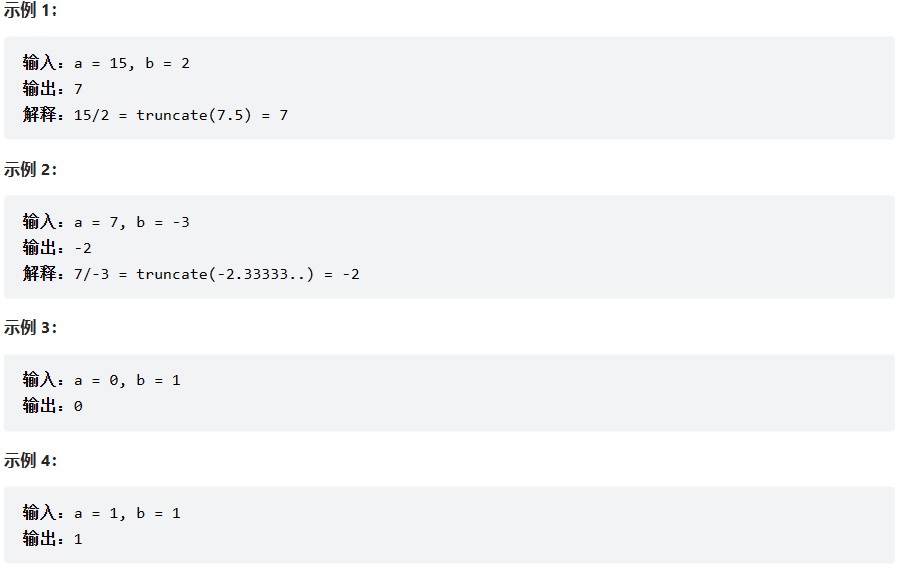 示例 1：
输入：a = 15, b = 2
输出：7
解释：15/2 = truncate(7.5) = 7
示例 2：
输入：a = 7, b = -3
输出：-2
解释：7/-3 = truncate(-2.33333..) = -2
示例 3：
输入：a = 0, b = 1
输出：0
示例 4：
输入：a = 1, b = 1
输出：1